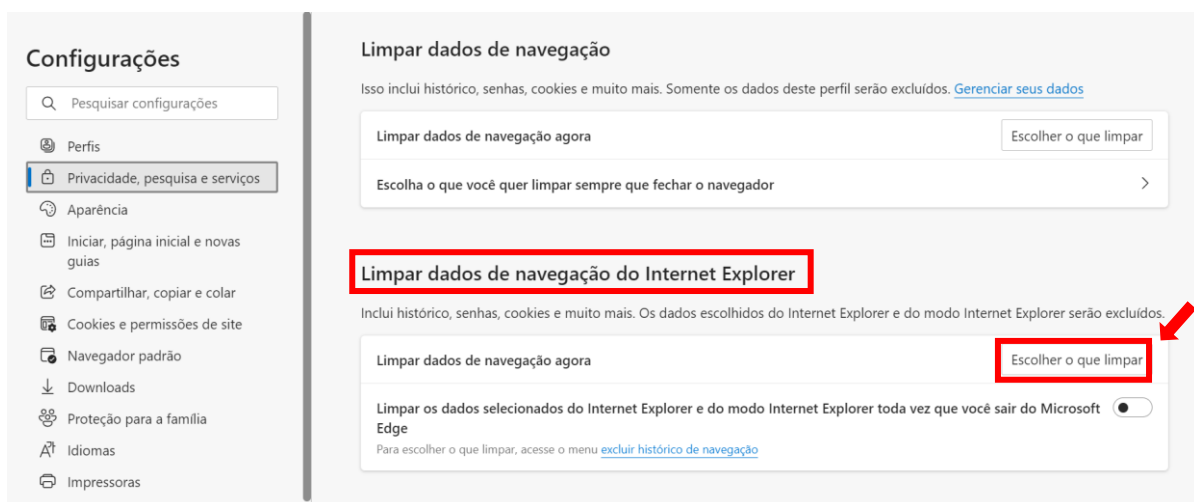 Configurações
Pesquisar configurações
Perfis
Privacidade, pesquisa e serviços
Aparência
Iniciar, página inicial e novas
guias
Compartilhar, copiar e colar
Cookies e permissões de site
Navegador padrão
Downloads
Proteção para a família
Idiomas
Impressoras
Limpar dados de navegação
Isso inclui histórico, senhas, cookies e muito mais. Somente os dados deste perfil serão excluídos. Gerenciar seus dados
Limpar dados de navegação agora
Escolher o que limpar
Escolha o que você quer limpar sempre que fechar o navegador
Limpar dados de navegação do Internet Explorer
Inclui histórico, senhas, cookies e muito mais. Os dados escolhidos do Internet Explorer e do modo Internet Explorer serão excluídos.
Limpar dados de navegação agora
Escolher o que limpar
Limpar os dados selecionados do Internet Explorer e do modo Internet Explorer toda vez que você sair do Microsoft
Edge
Para escolher o que limpar, acesse o menu excluir histórico de navegação